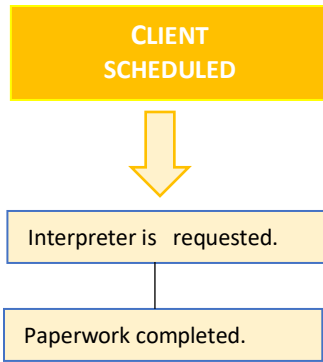 CLIENT
SCHEDULED
Interpreter is requested.
Paperwork completed.